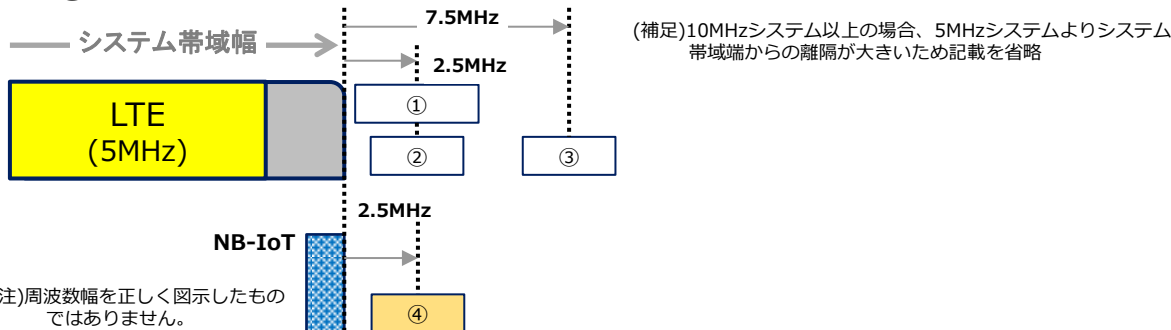 7.5MHz
システム帯域幅
2.5MHz
(補足)10MHzシステム以上の場合、5MHzシステムよりシステム
帯域端からの離隔が大きいため記載を省略
LTE
(5MHz)
①
②
③
2.5MHz
NB-IoT
注)周波数幅を正しく図示したもの
ではありません。
④